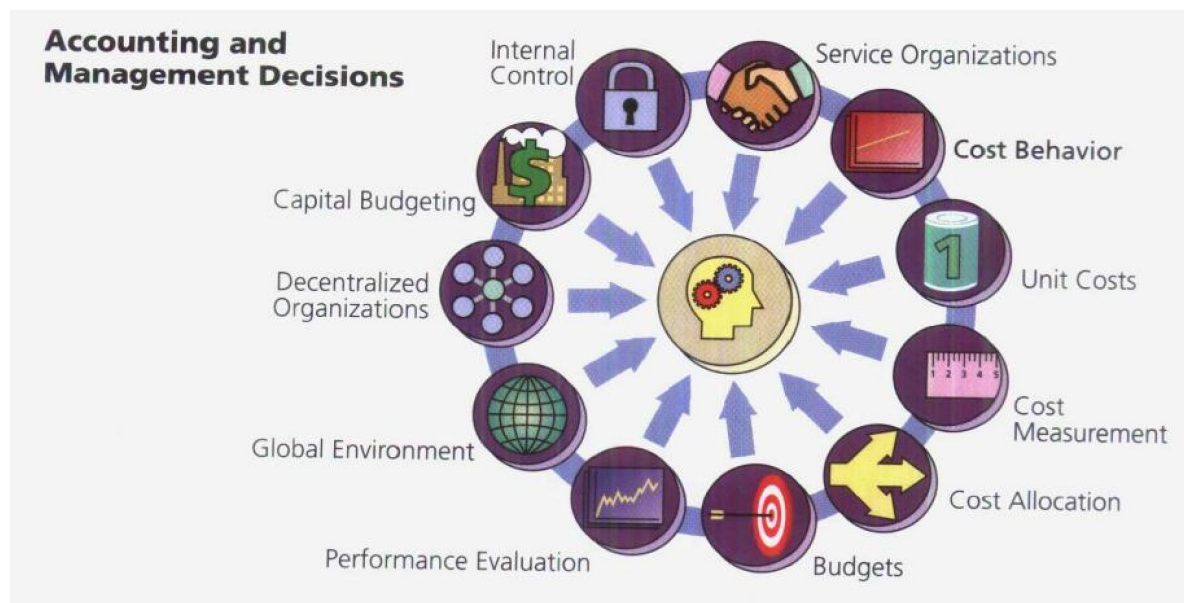 Accounting and
Management Decisions
Internal
Control
Service Organizations
Cost Behavior
Unit Costs
1
Cost
Measurement
1 2 3 4 5
Cost Allocation
Budgets
Performance Evaluation
Global Environment
Decentralized
Organizations
Capital Budgeting
$